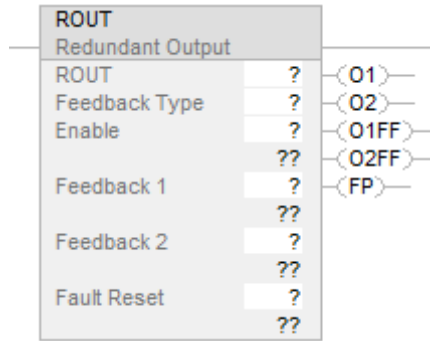 ROUT
Redundant Output
ROUT ? (O1)
Feedback Type ? (O2)
Enable ? (O1FF)
?? (O2FF)
Feedback 1 ? (FP)
??
Feedback 2 ?
??
Fault Reset ?
??